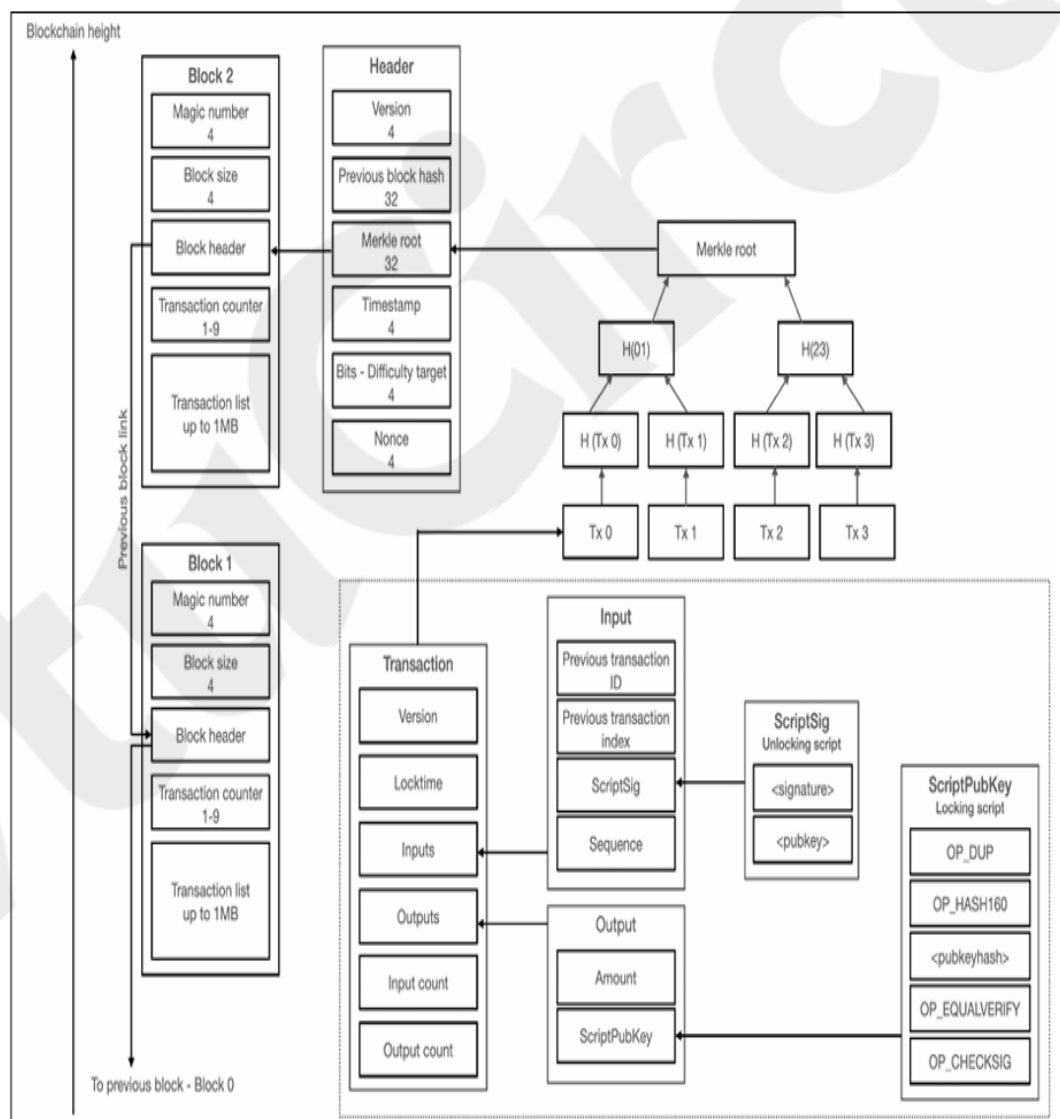 Blockchain height
Block 2
Magic number
4
Block size
4
Block header
Transaction counter
1-9
Transaction list
up to 1MB
Header
Version
4
Previous block hash
32
Merkle root
32
Timestamp
4
Bits - Difficulty target
4
Nonce
4
Merkle root
H(01)
H(23)
H (Tx 0)
H (Tx 1)
H (Tx 2)
H (Tx 3)
Tx 0
Tx 1
Tx 2
Tx 3
Previous block link
Block 1
Magic number
4
Block size
4
Block header
Transaction counter
1-9
Transaction list
up to 1MB
To previous block - Block 0
Transaction
Version
Locktime
Inputs
Outputs
Input count
Output count
Input
Previous transaction
ID
Previous transaction
index
ScriptSig
Sequence
Output
Amount
ScriptPubKey
ScriptSig
Unlocking script
<signature>
<pubkey>
ScriptPubKey
Locking script
OP_DUP
OP_HASH160
<pubkeyhash>
OP_EQUALVERIFY
OP_CHECKSIG